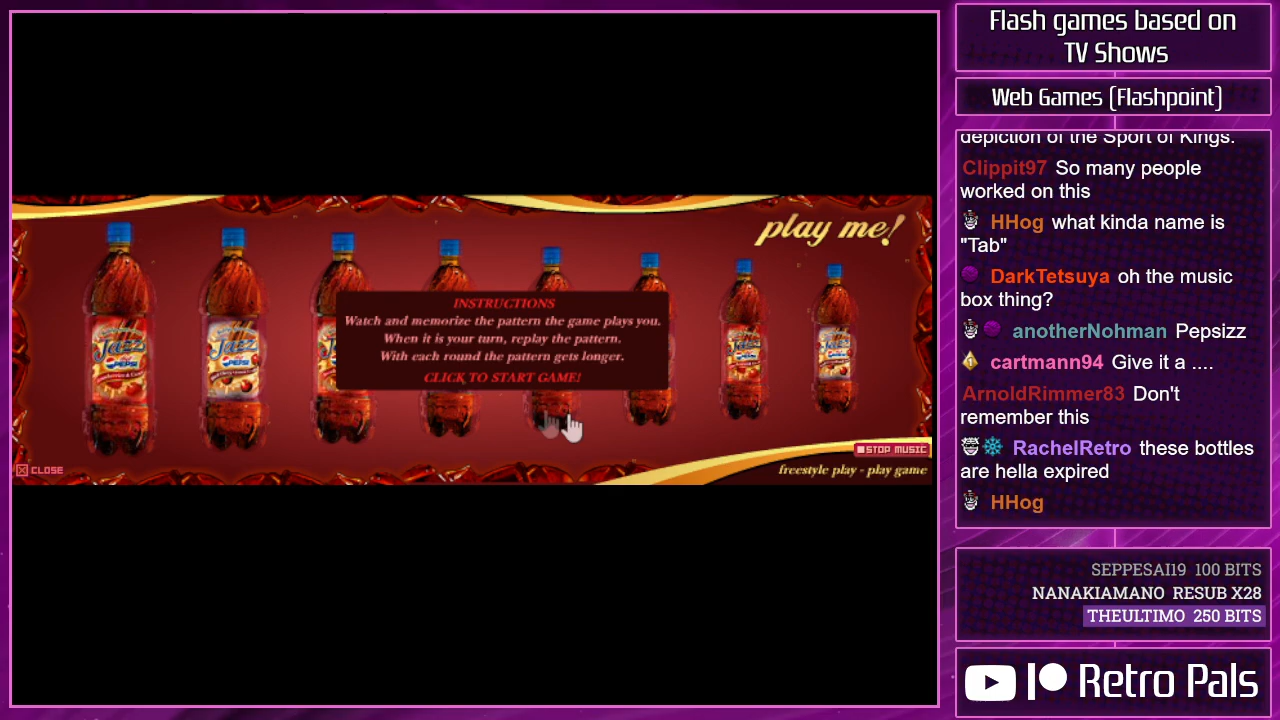 Flash games based on
TV Shows
Web Games (Flashpoint)
depiction of the Sport of Kings.
Clippit97 So many people
worked on this
HHog what kinda name is
"Tab"
DarkTetsuya oh the music
box thing?
anotherNohman Pepsizz
cartmann94 Give it a ....
ArnoldRimmer83 Don't
remember this
RachelRetro these bottles
are hella expired
HHog
SEPPESAI19 100 BITS
NANAKIAMANO RESUB X28
THEULTIMO 250 BITS
Retro Pals
play me!
Jazz
PEPSI
INSTRUCTIONS
Watch and memorize the pattern the game plays you.
When it is your turn, replay the pattern.
With each round the pattern gets longer.
CLICK TO START GAME!
CLOSE
STOP MUSIC
freestyle play - play game